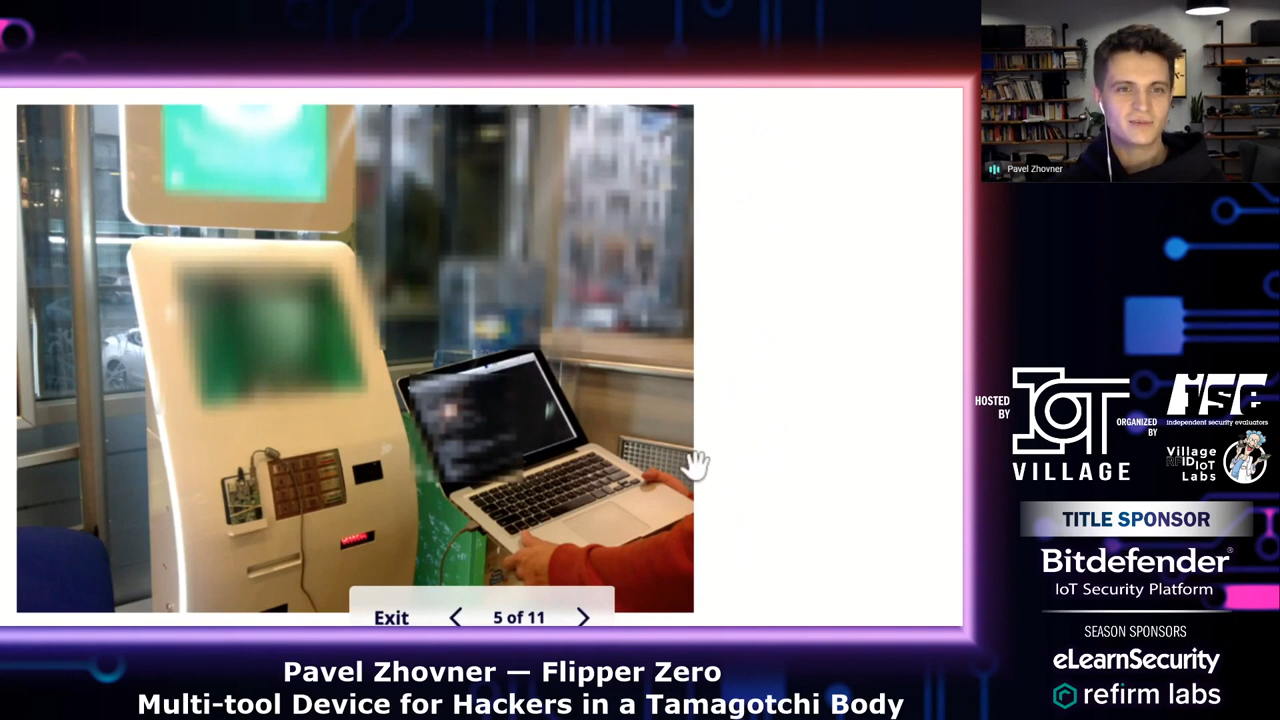 Pavel Zhovner
HOSTED
BY
IOT
VILLAGE
ORGANIZED
BY
iSE
independent security evaluators
Village
RFIDIoT
Labs
TITLE SPONSOR
Bitdefender®
IoT Security Platform
SEASON SPONSORS
eLearnSecurity
refirm labs
Exit
5 of 11
Pavel Zhovner — Flipper Zero
Multi-tool Device for Hackers in a Tamagotchi Body